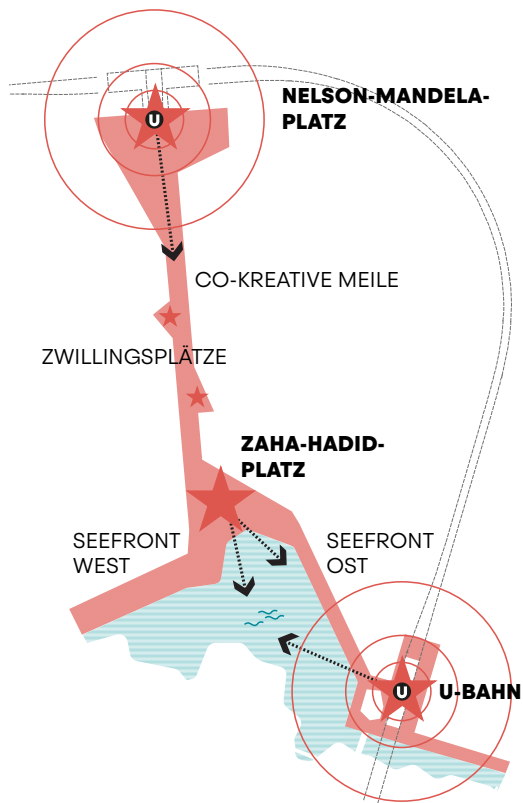 NELSON-MANDELA-
PLATZ
U
CO-KREATIVE MEILE
ZWILLINGSPLÄTZE
ZAHA-HADID-
PLATZ
SEEFRONT
WEST
SEEFRONT
OST
U
U-BAHN